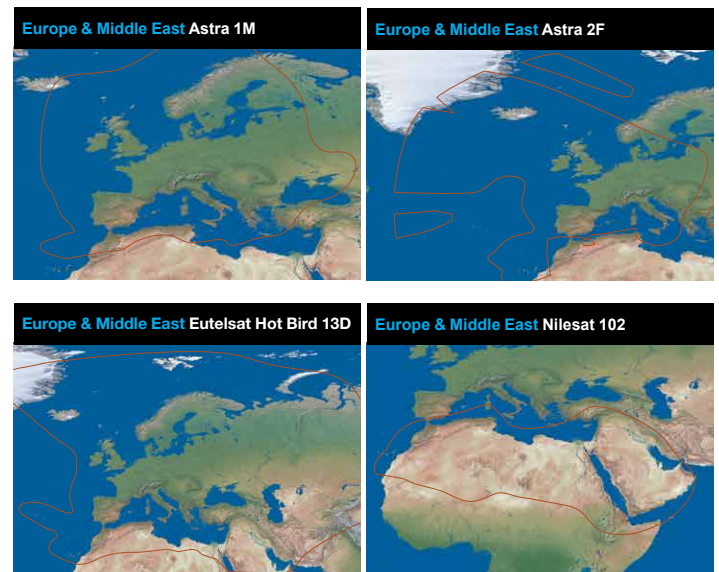 Europe & Middle East Astra 1M
Europe & Middle East Astra 2F
Europe & Middle East Eutelsat Hot Bird 13D
Europe & Middle East Nilesat 102